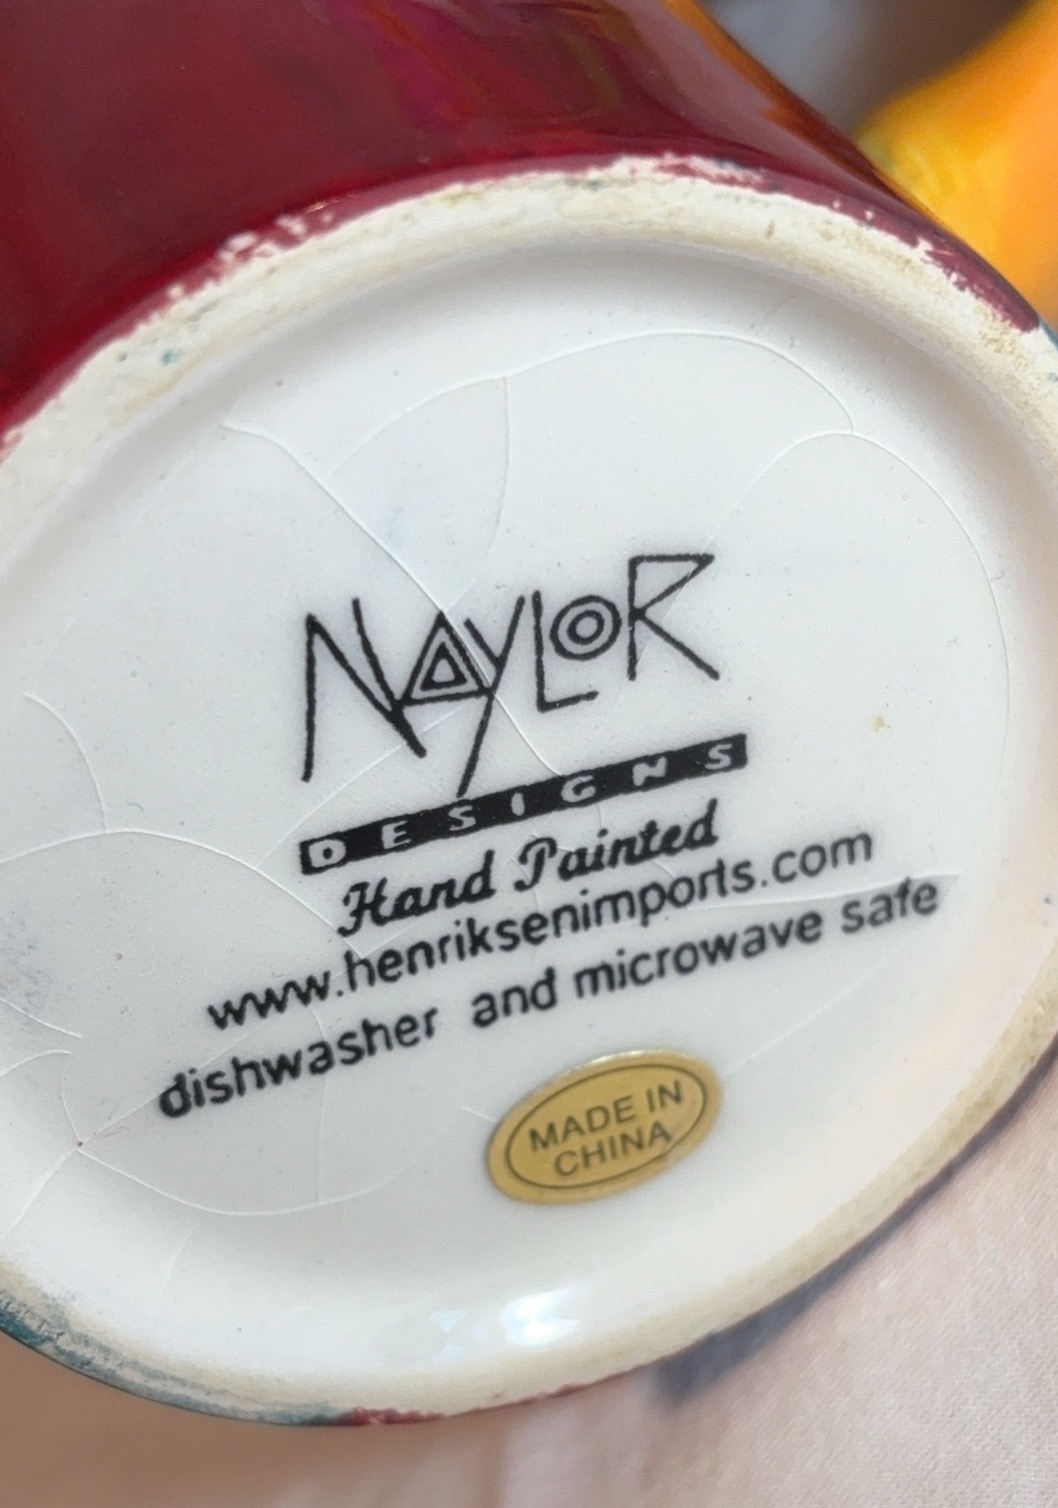 NAYLOR
DESIGNS
Hand Painted
www.henriksenimports.com
dishwasher and microwave safe
MADE IN
CHINA